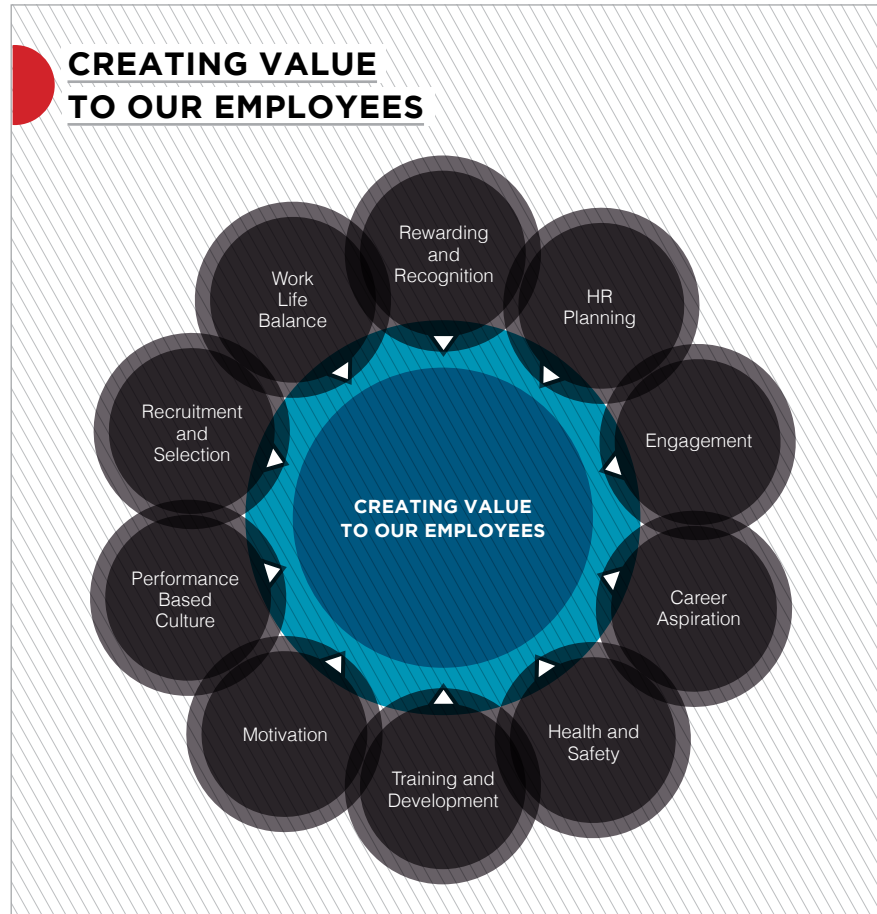 CREATING VALUE
TO OUR EMPLOYEES
Rewarding
and
Recognition
HR
Planning
Engagement
Career
Aspiration
Health and
Safety
Training and
Development
Motivation
Performance
Based
Culture
Recruitment
and
Selection
Work
Life
Balance
CREATING VALUE
TO OUR EMPLOYEES